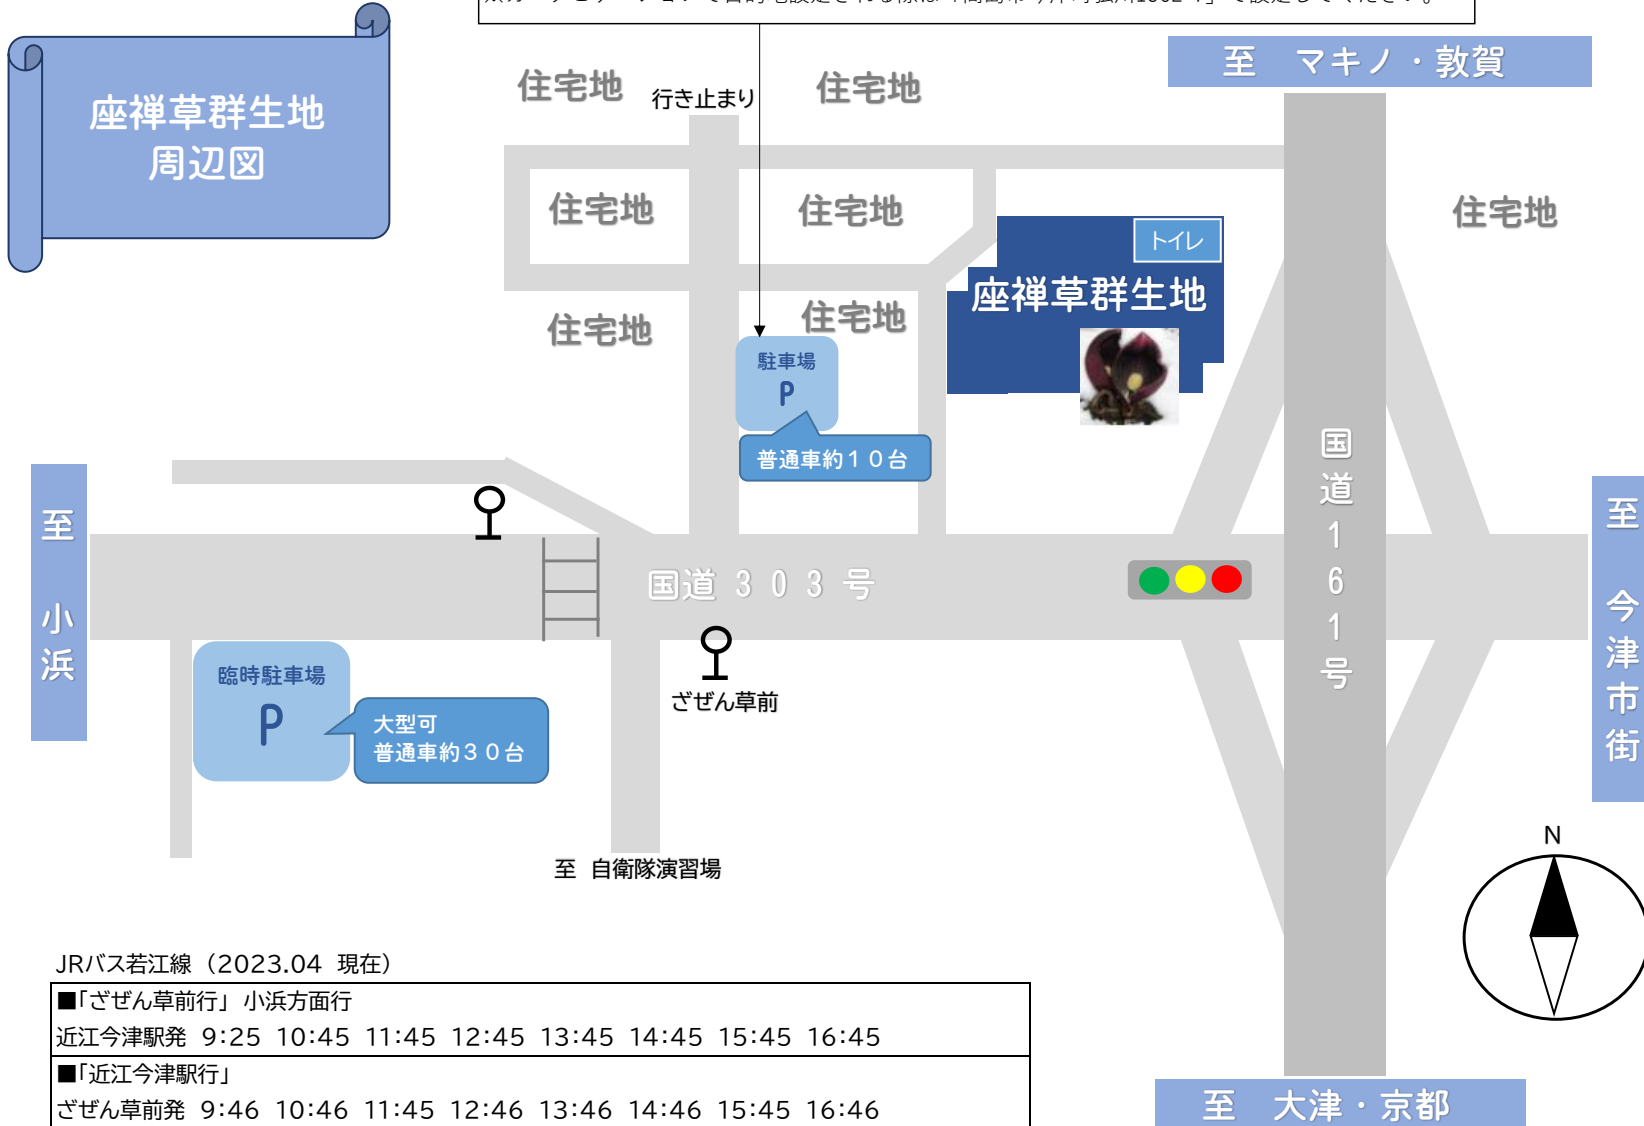 至 マキノ・敦賀
座禅草群生地
周辺図
住宅地
行き止まり
住宅地
住宅地
住宅地
住宅地
トイレ
座禅草群生地
住宅地
住宅地
駐車場
P
普通車約10台
国道161号
至 小浜
至 今津市街
国道303号
臨時駐車場
P
大型可
普通車約30台
ざぜん草前
至 自衛隊演習場
N
JRバス若江線 (2023.04 現在)
■「ざぜん草前行」 小浜方面行
近江今津駅発 9:25 10:45 11:45 12:45 13:45 14:45 15:45 16:45
■「近江今津駅行」
ざぜん草前発 9:46 10:46 11:45 12:46 13:46 14:46 15:45 16:46
至 大津・京都